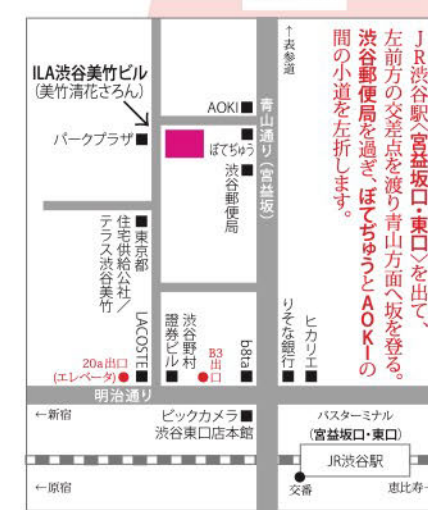 JR渋谷駅〈宮益坂口・東口〉を出て、
左前方の交差点を渡り青山方面へ坂を登る。
渋谷郵便局を過ぎ、ぼてぢゅうとAOKIの
間の小道を左折します。
↑表参道
ILA渋谷美竹ビル
(美竹清花さろん)
AOKI
青山通り(宮益坂)
パークプラザ
ぼてぢゅう
渋谷郵便局
東京都
住宅供給公社/
テラス渋谷美竹
LACOSTE
20a出口
(エレベータ)
渋谷野村
證券ビル
B3
出口
b8ta
りそな銀行
ヒカリエ
明治通り
←新宿
ビックカメラ
渋谷東口店本館
バスターミナル
(宮益坂口・東口)
JR渋谷駅
←原宿
交番
恵比寿→